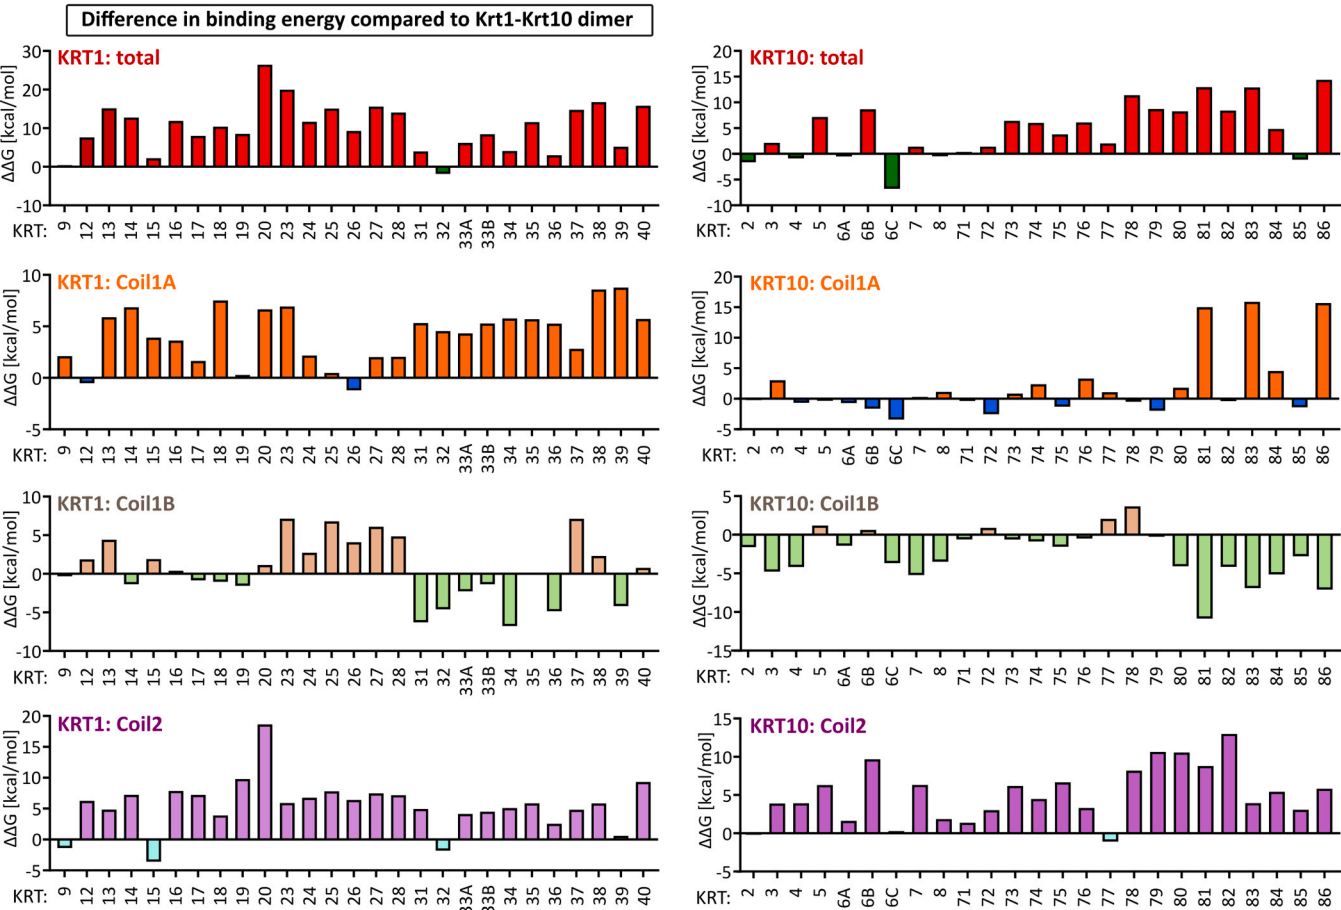 Difference in binding energy compared to Krt1-Krt10 dimer
KRT1: total
ΔΔG [kcal/mol]
30
20
10
0
-10
KRT: 9 12 13 14 15 16 17 18 19 20 23 24 25 26 27 28 31 32 33A 33B 34 35 36 37 38 39 40
KRT10: total
ΔΔG [kcal/mol]
20
15
10
5
0
-5
-10
KRT: 2 3 4 5 6A 6B 6C 7 8 71 72 73 74 75 76 77 78 79 80 81 82 83 84 85 86
KRT1: Coil1A
ΔΔG [kcal/mol]
10
5
0
-5
KRT: 9 12 13 14 15 16 17 18 19 20 23 24 25 26 27 28 31 32 33A 33B 34 35 36 37 38 39 40
KRT10: Coil1A
ΔΔG [kcal/mol]
20
15
10
5
0
-5
KRT: 2 3 4 5 6A 6B 6C 7 8 71 72 73 74 75 76 77 78 79 80 81 82 83 84 85 86
KRT1: Coil1B
ΔΔG [kcal/mol]
10
5
0
-5
-10
KRT: 9 12 13 14 15 16 17 18 19 20 23 24 25 26 27 28 31 32 33A 33B 34 35 36 37 38 39 40
KRT10: Coil1B
ΔΔG [kcal/mol]
5
0
-5
-10
-15
KRT: 2 3 4 5 6A 6B 6C 7 8 71 72 73 74 75 76 77 78 79 80 81 82 83 84 85 86
KRT1: Coil2
ΔΔG [kcal/mol]
20
15
10
5
0
-5
KRT: 9 12 13 14 15 16 17 18 19 20 23 24 25 26 27 28 31 32 33A 33B 34 35 36 37 38 39 40
KRT10: Coil2
ΔΔG [kcal/mol]
15
10
5
0
-5
KRT: 2 3 4 5 6A 6B 6C 7 8 71 72 73 74 75 76 77 78 79 80 81 82 83 84 85 86